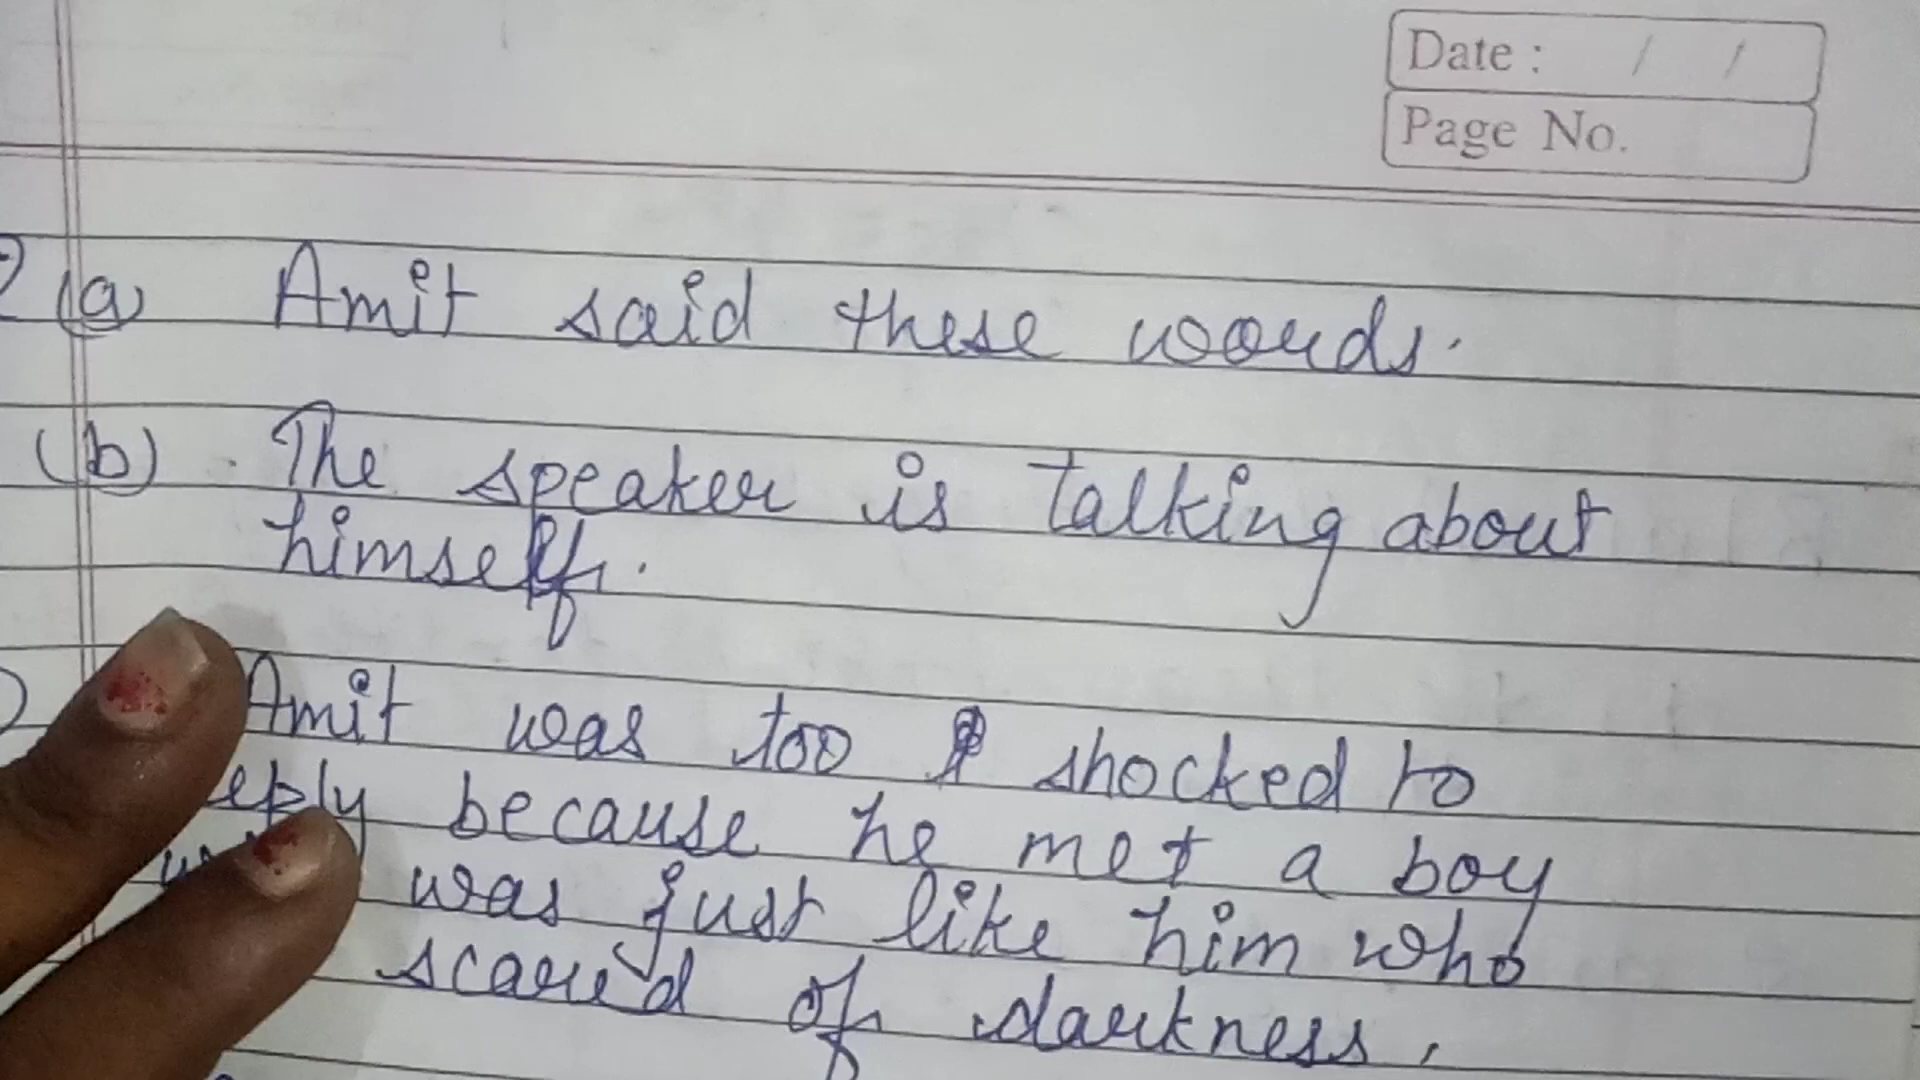 Date : / /
Page No.
(a) Amit said these words.
(b) The speaker is talking about
himself.
Amit was too shocked to
eply because he met a boy
was just like him who
scared of darkness.